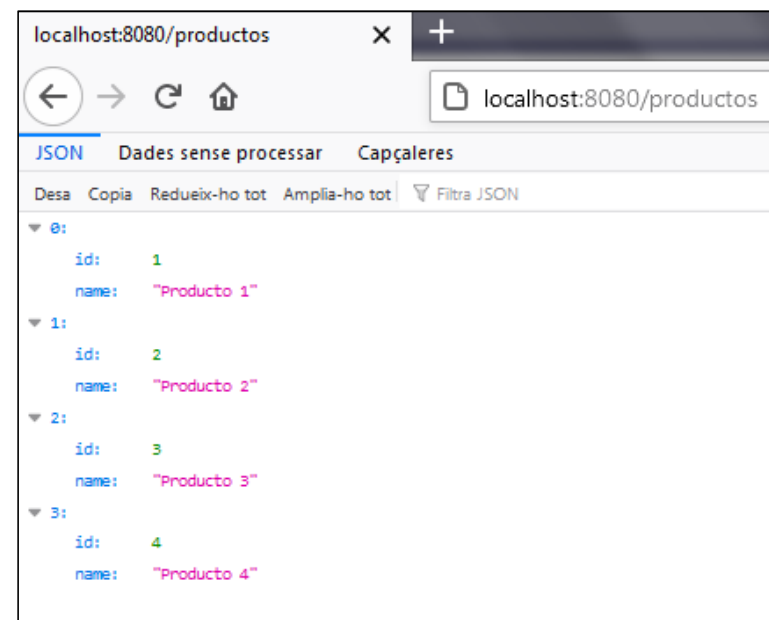 localhost:8080/productos
localhost:8080/productos
JSON Dades sense processar Capçaleres
Desa Copia Redueix-ho tot Amplia-ho tot Filtra JSON
0:
id: 1
name: "Producto 1"
1:
id: 2
name: "Producto 2"
2:
id: 3
name: "Producto 3"
3:
id: 4
name: "Producto 4"